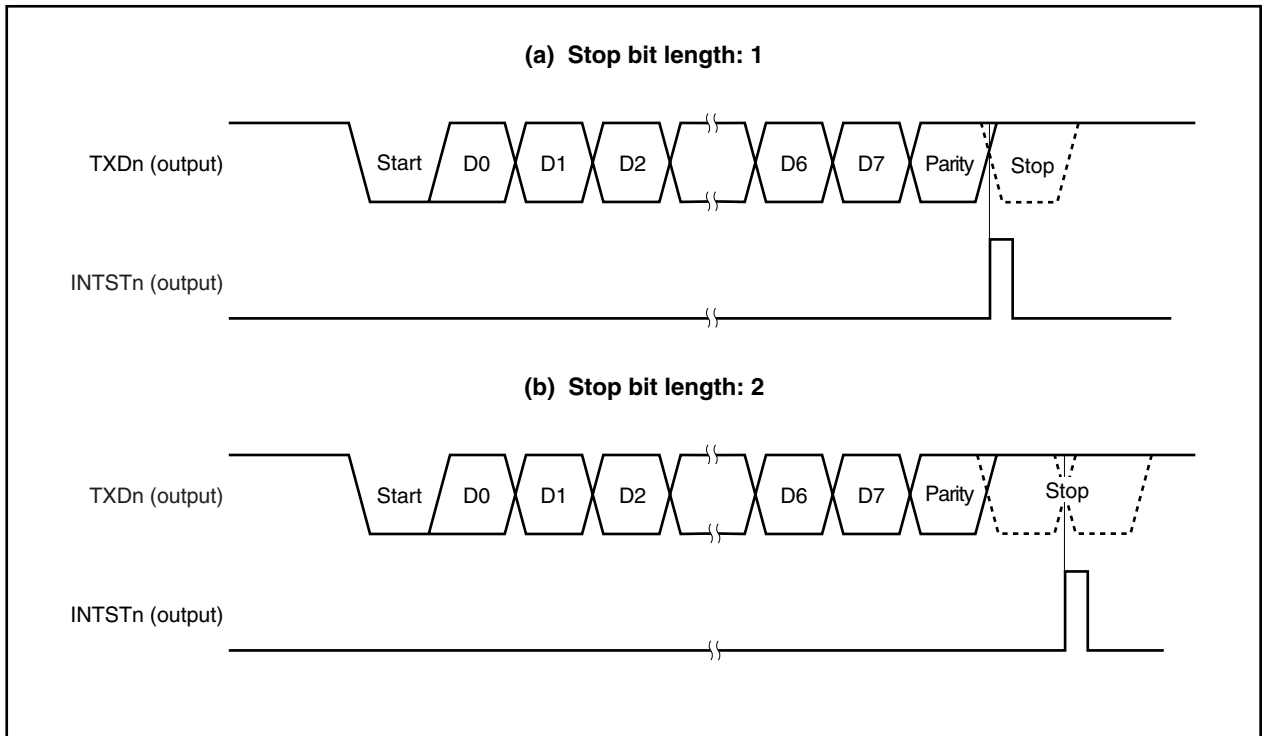 (a) Stop bit length: 1
TXDn (output)
Start D0 D1 D2 D6 D7 Parity Stop
INTSTn (output)
(b) Stop bit length: 2
TXDn (output)
Start D0 D1 D2 D6 D7 Parity Stop
INTSTn (output)